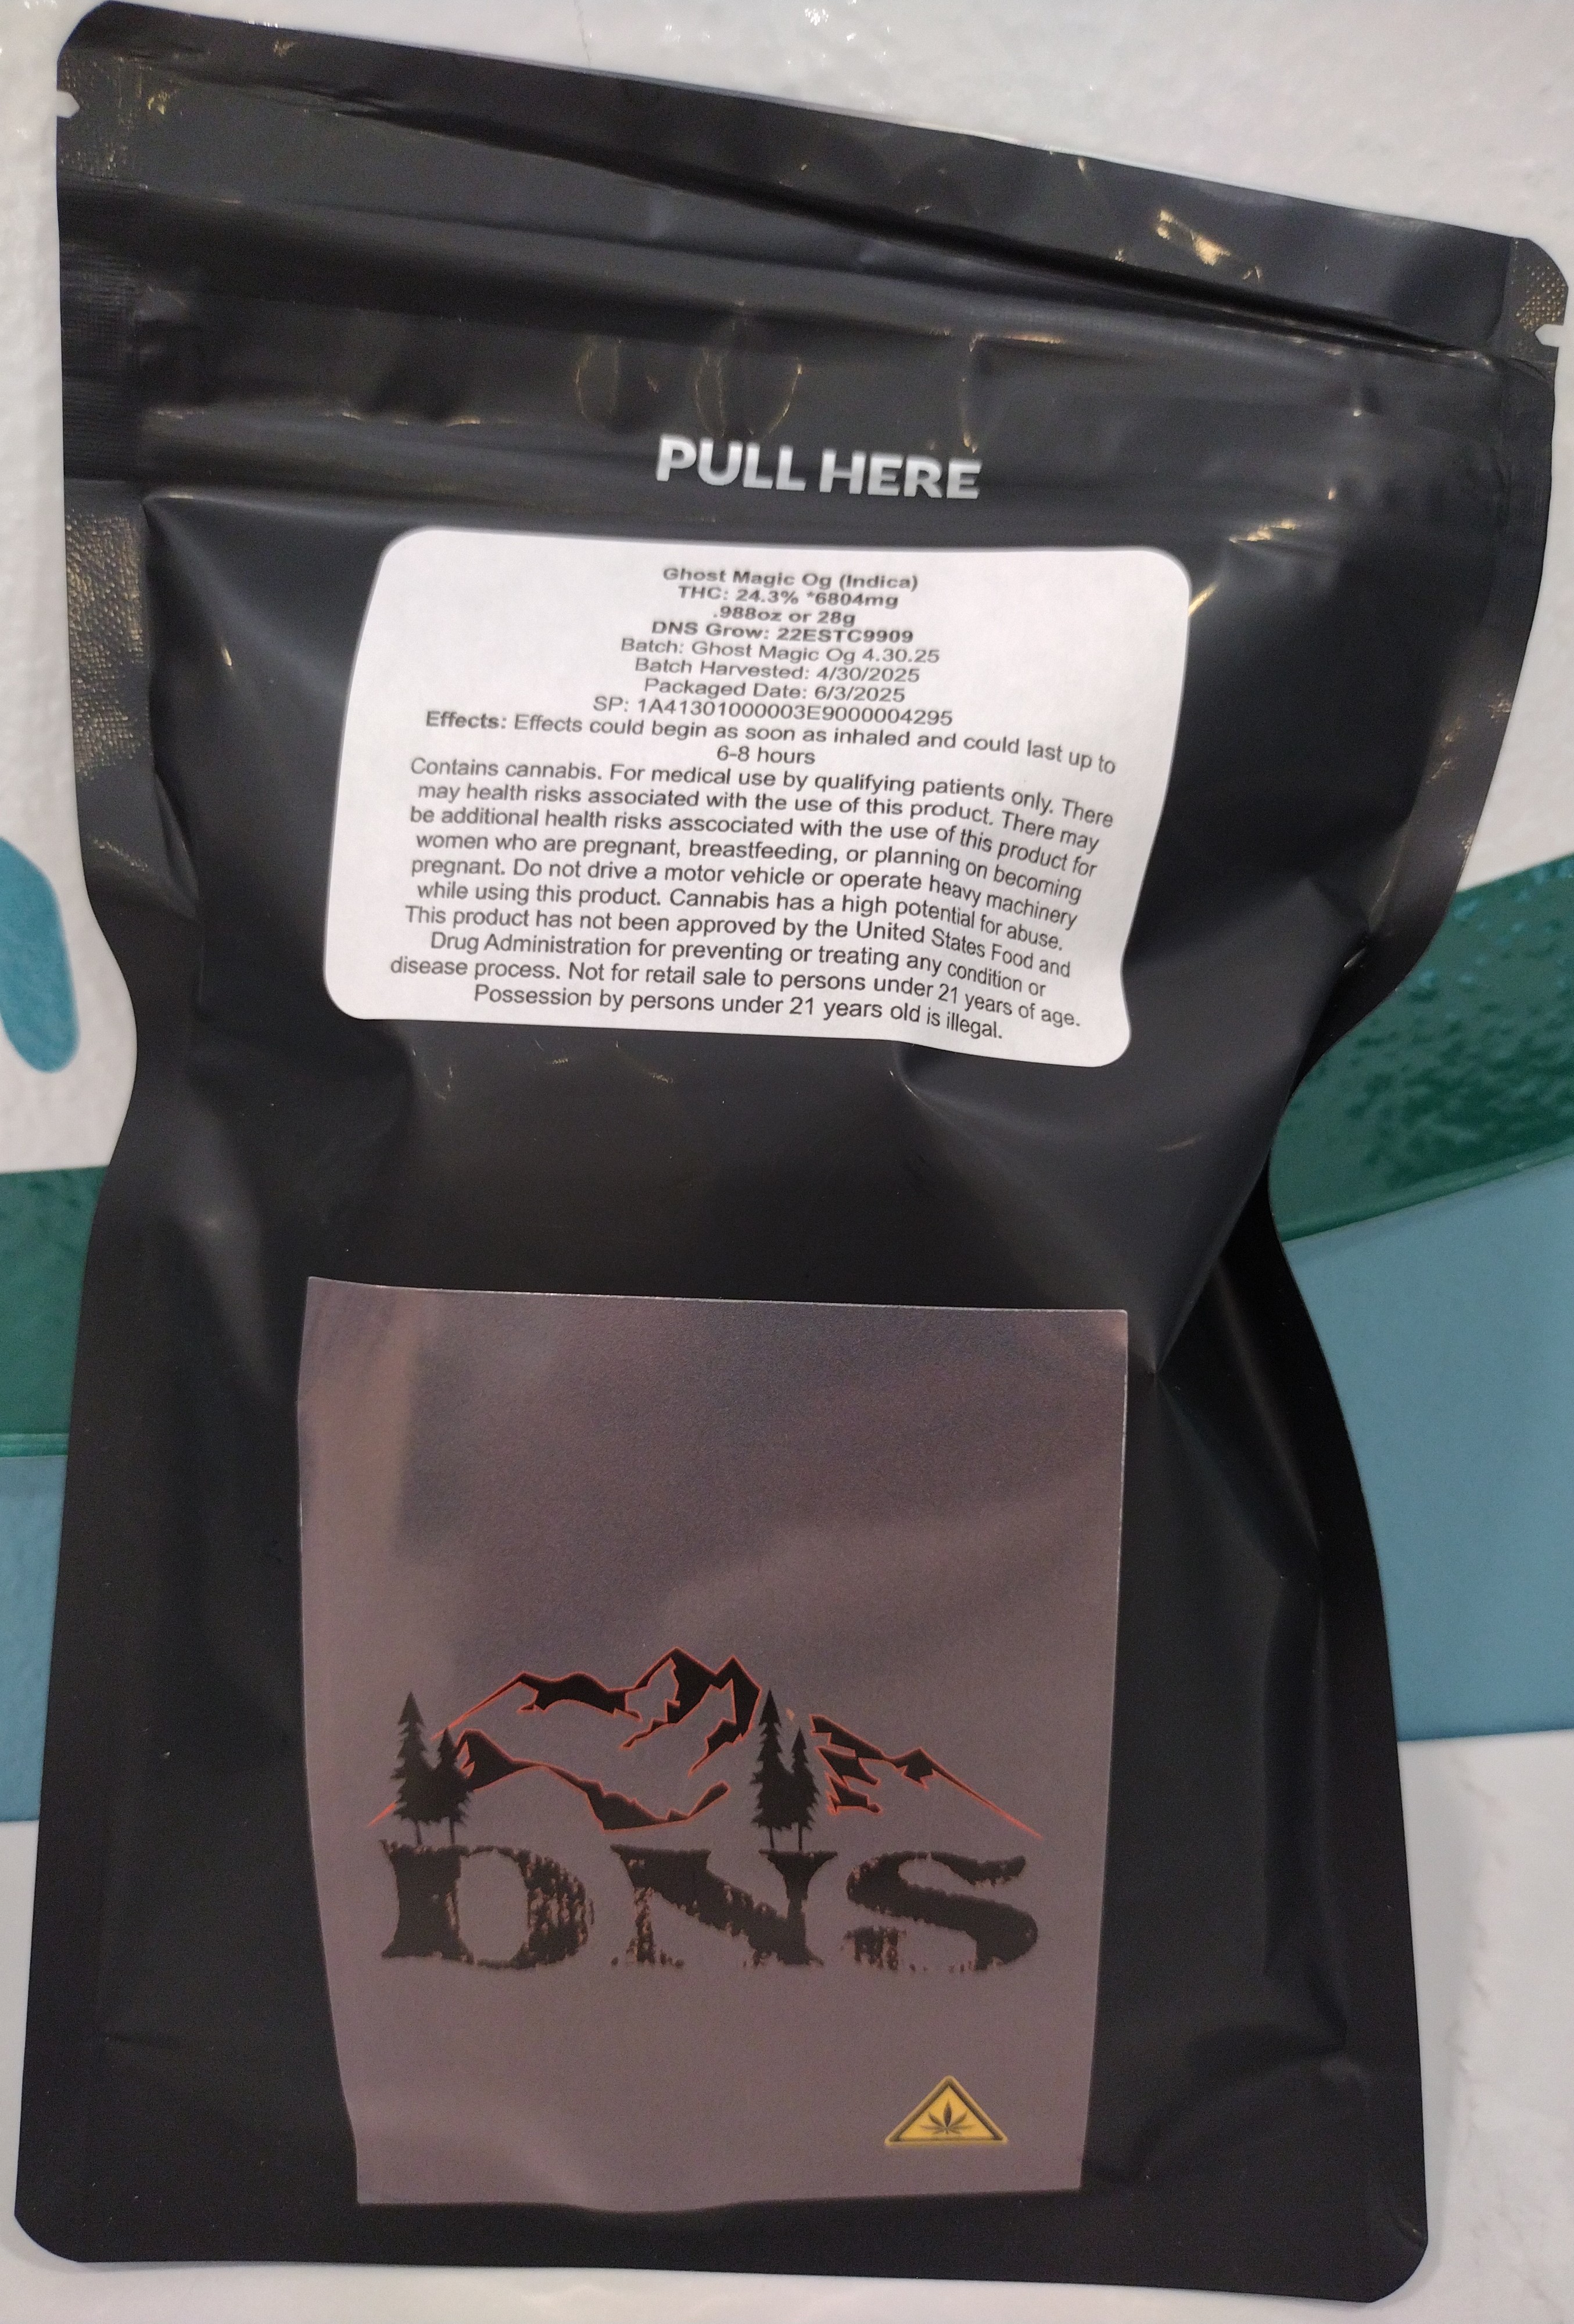 PULL HERE
Ghost Magic Og (Indica)
THC: 24.3% *6804mg
.988oz or 28g
DNS Grow: 22ESTC9909
Batch: Ghost Magic Og 4.30.25
Batch Harvested: 4/30/2025
Packaged Date: 6/3/2025
SP: 1A41301000003E9000004295
Effects: Effects could begin as soon as inhaled and could last up to
6-8 hours
Contains cannabis. For medical use by qualifying patients only. There
may health risks associated with the use of this product. There may
be additional health risks asscociated with the use of this product for
women who are pregnant, breastfeeding, or planning on becoming
pregnant. Do not drive a motor vehicle or operate heavy machinery
while using this product. Cannabis has a high potential for abuse.
This product has not been approved by the United States Food and
Drug Administration for preventing or treating any condition or
disease process. Not for retail sale to persons under 21 years of age.
Possession by persons under 21 years old is illegal.
DNS